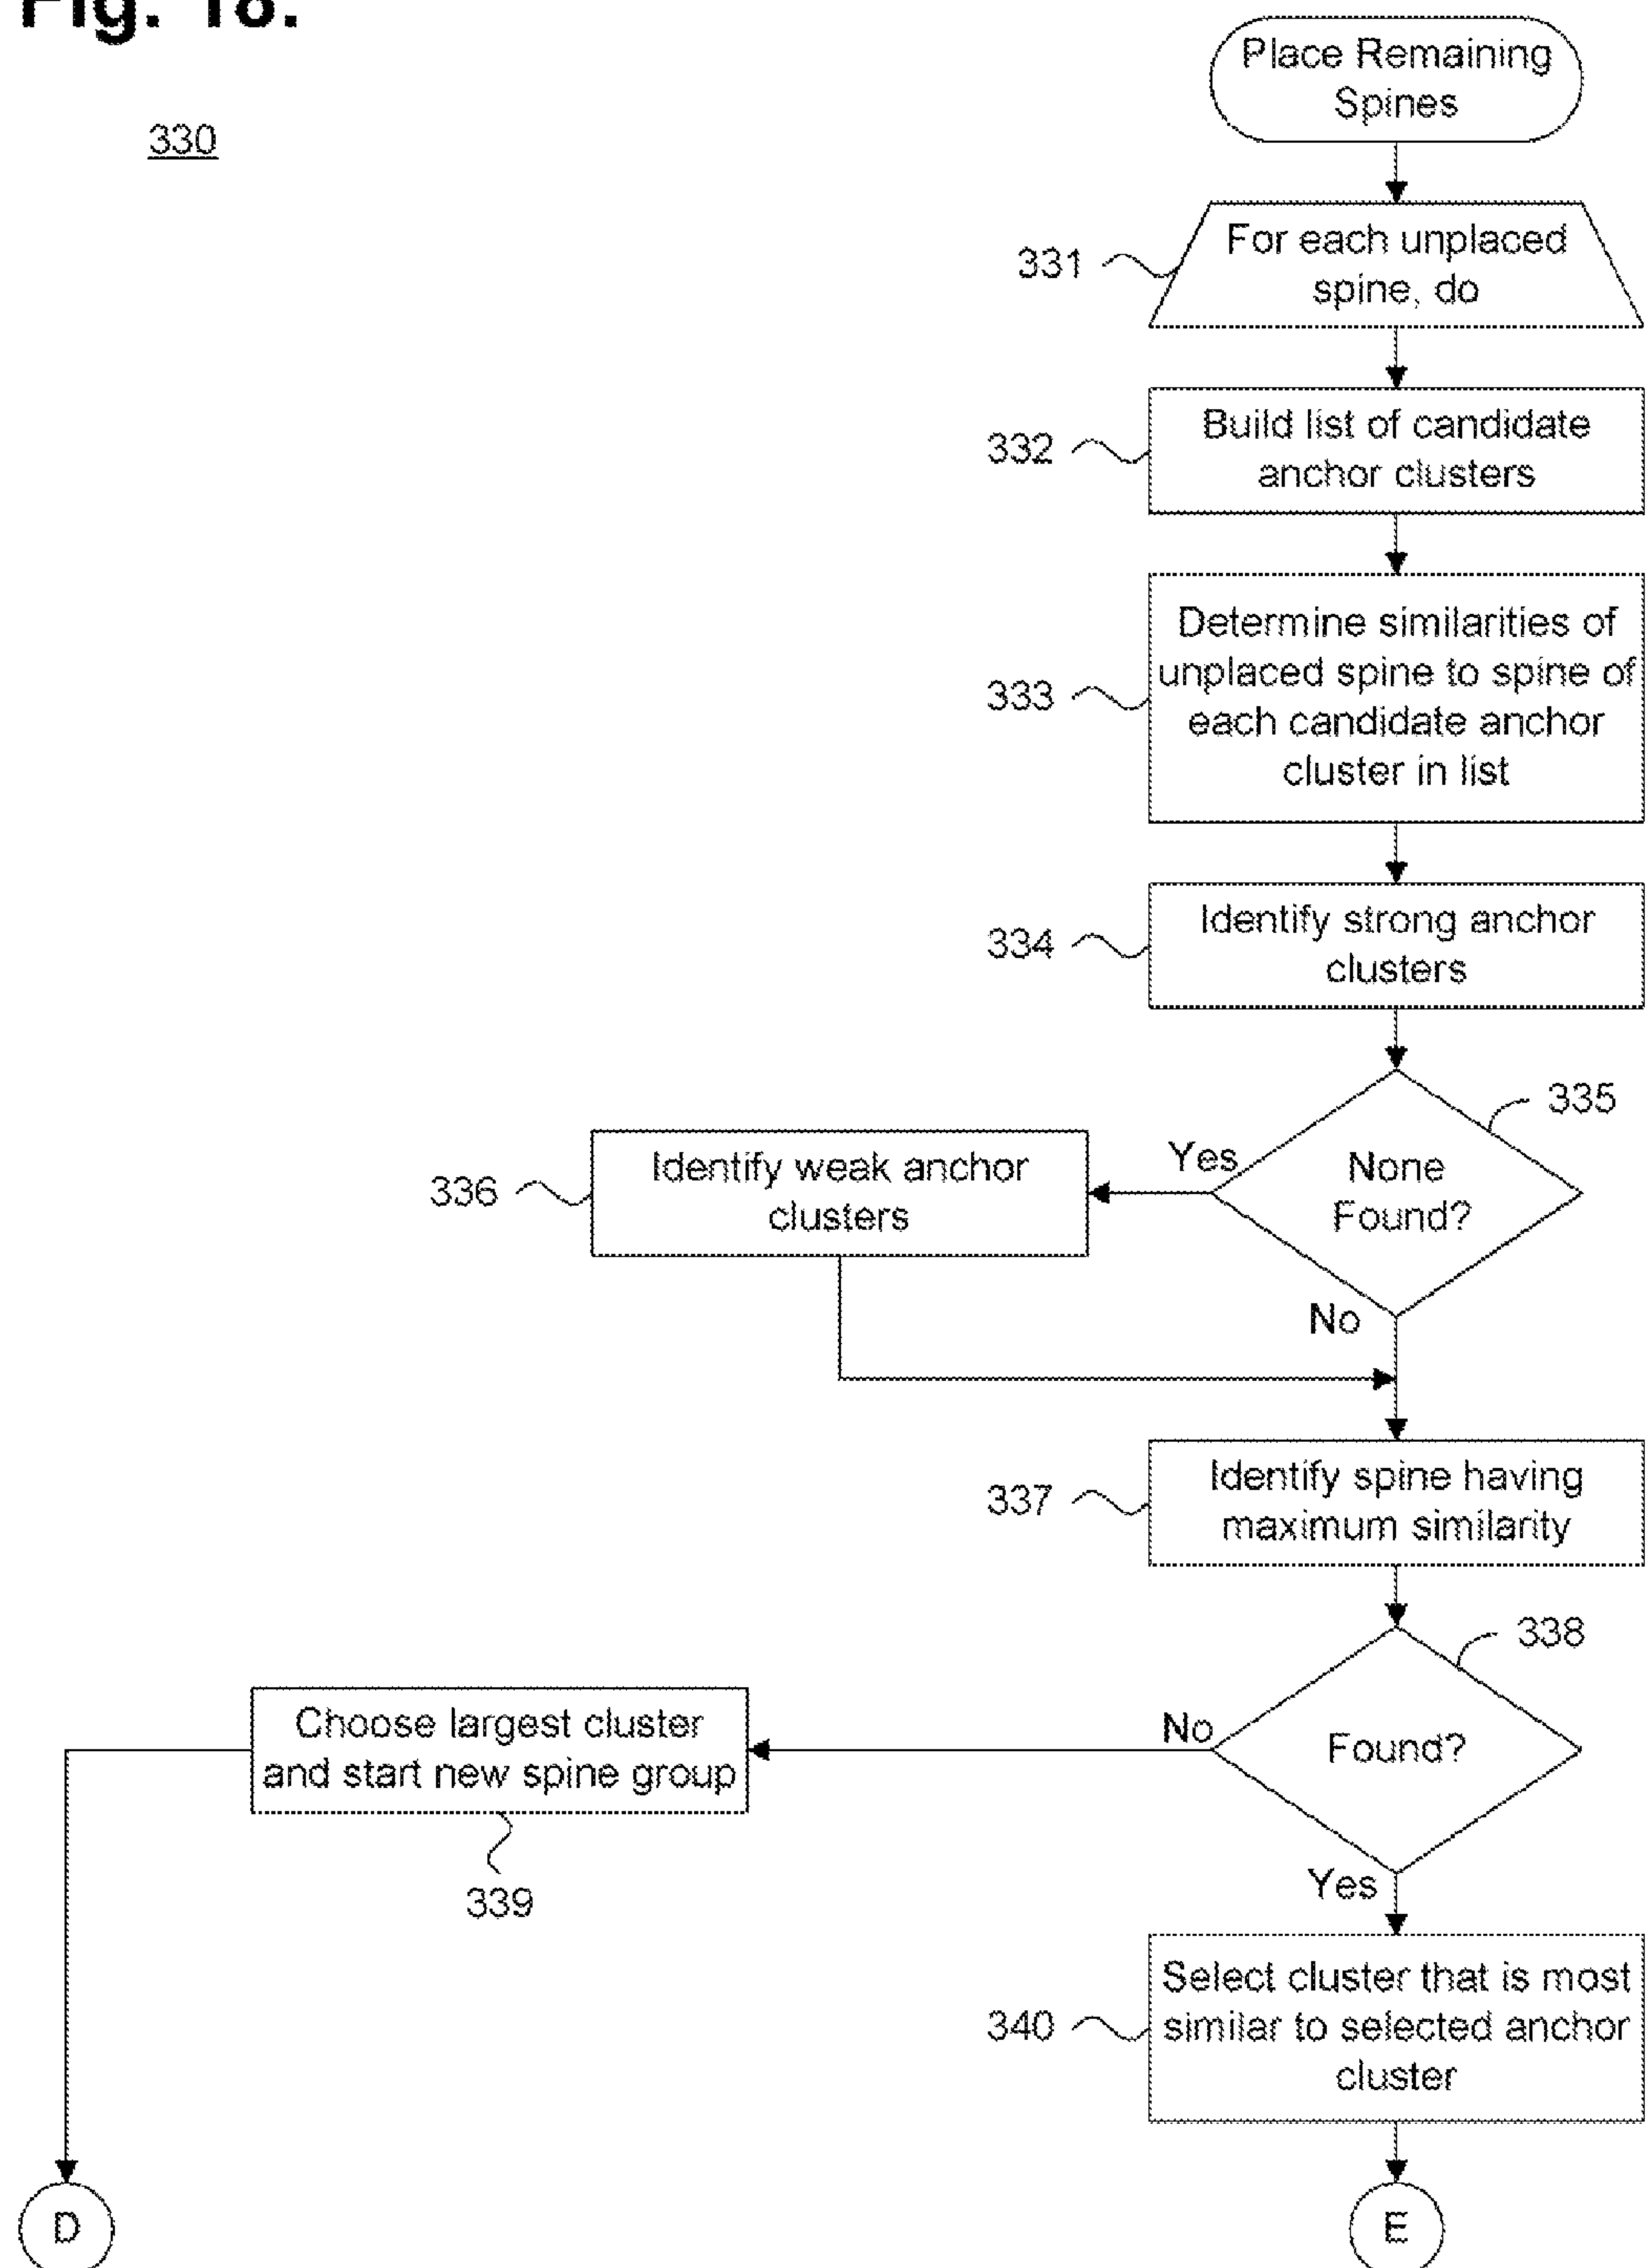 Fig. 18.
330
Place Remaining
Spines
331
For each unplaced
spine, do
332
Build list of candidate
anchor clusters
333
Determine similarities of
unplaced spine to spine of
each candidate anchor
cluster in list
334
Identify strong anchor
clusters
335
None
Found?
Yes
No
336
Identify weak anchor
clusters
337
Identify spine having
maximum similarity
338
Found?
No
Yes
Choose largest cluster
and start new spine group
339
340
Select cluster that is most
similar to selected anchor
cluster
D
E